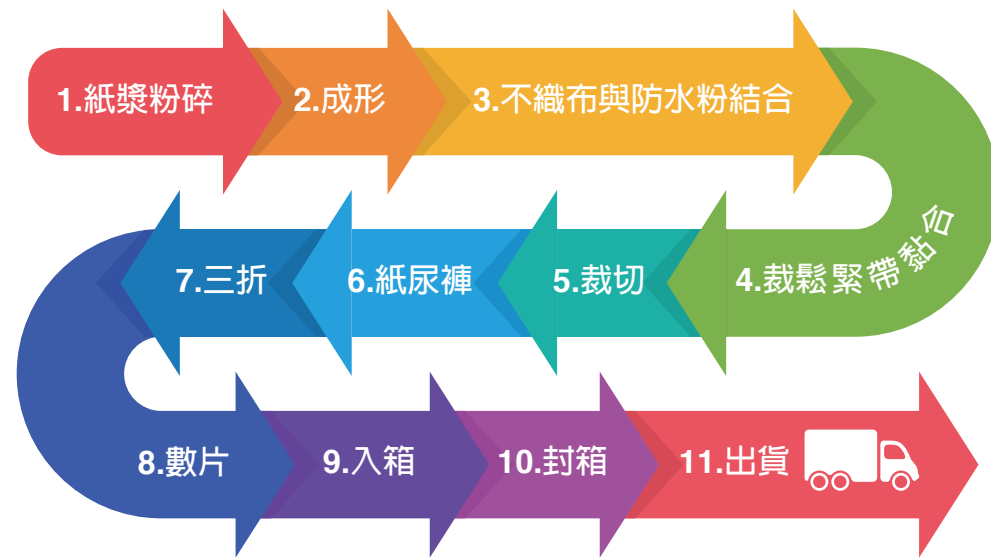 1.紙漿粉碎
2.成形
3.不織布與防水粉結合
4.裁鬆緊帶黏合
5.裁切
6.紙尿褲
7.三折
8.數片
9.入箱
10.封箱
11.出貨